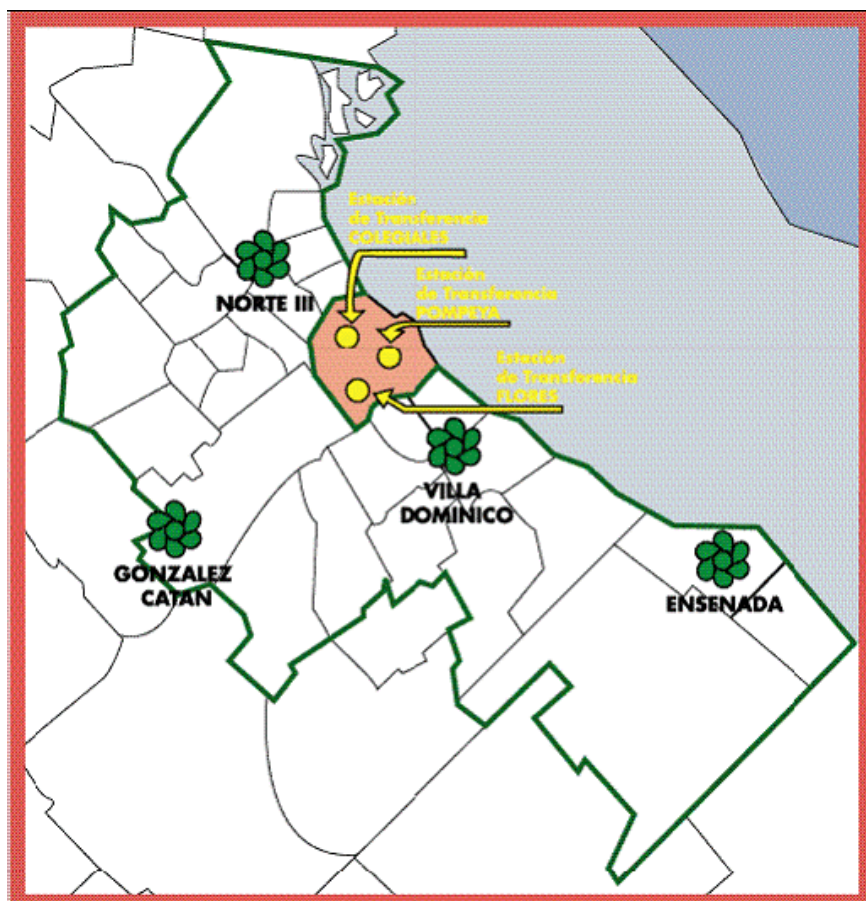 Estación
de Transferencia
COLEGIALES
Estación
de Transferencia
POMPEYA
NORTE III
Estación
de Transferencia
FLORES
VILLA
DOMINICO
GONZALEZ
CATAN
ENSENADA